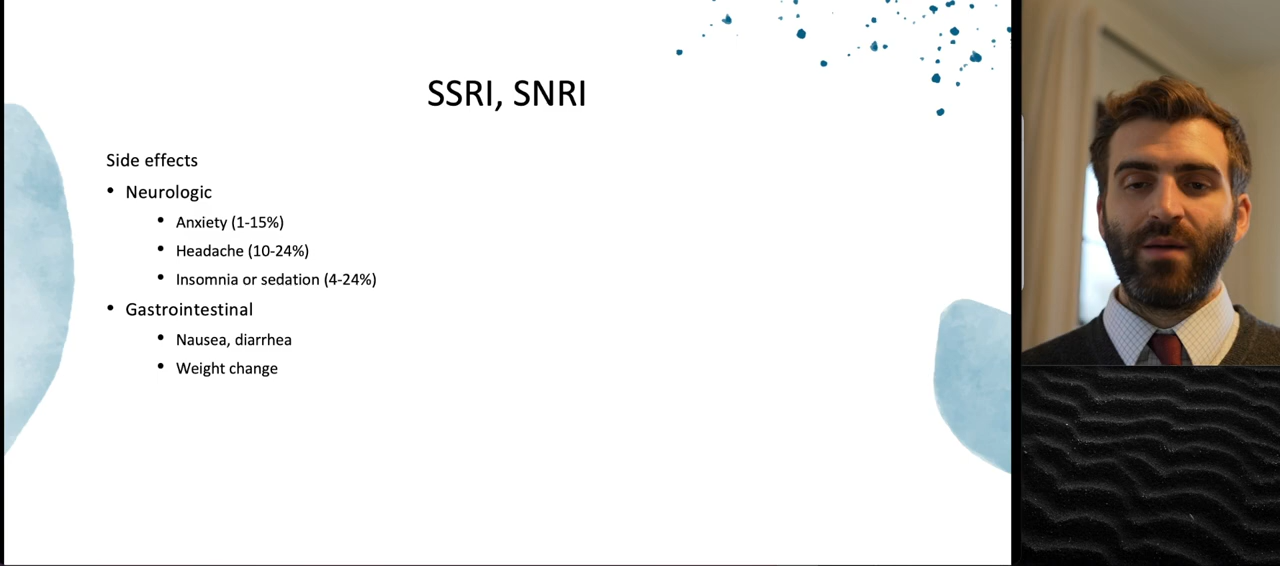 SSRI, SNRI
Side effects
• Neurologic
• Anxiety (1-15%)
• Headache (10-24%)
• Insomnia or sedation (4-24%)
• Gastrointestinal
• Nausea, diarrhea
• Weight change